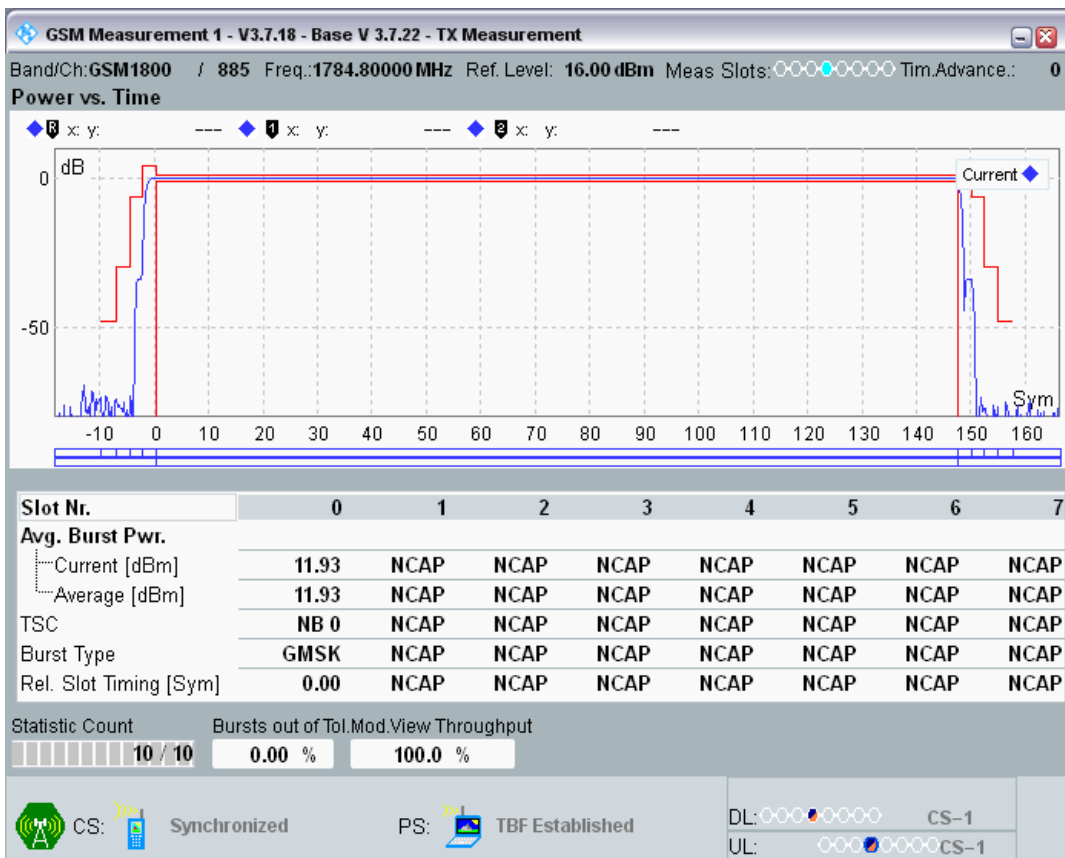 GSM Measurement 1 - V3.7.18 - Base V 3.7.22 - TX Measurement
Band/Ch:GSM1800 / 885 Freq.:1784.80000 MHz Ref. Level: 16.00 dBm Meas Slots: Tim.Advance.: 0
Power vs. Time
R x: y: --- 1 x: y: --- 2 x: y: ---
dB
Current
0
-50
Sym
-10 0 10 20 30 40 50 60 70 80 90 100 110 120 130 140 150 160
Slot Nr. 0 1 2 3 4 5 6 7
Avg. Burst Pwr.
Current [dBm] 11.93 NCAP NCAP NCAP NCAP NCAP NCAP NCAP
Average [dBm] 11.93 NCAP NCAP NCAP NCAP NCAP NCAP NCAP
TSC NB 0 NCAP NCAP NCAP NCAP NCAP NCAP NCAP
Burst Type GMSK NCAP NCAP NCAP NCAP NCAP NCAP NCAP
Rel. Slot Timing [Sym] 0.00 NCAP NCAP NCAP NCAP NCAP NCAP NCAP
Statistic Count Bursts out of Tol.Mod.View Throughput
10 / 10 0.00 % 100.0 %
CS: Synchronized PS: TBF Established
DL: CS-1
UL: CS-1